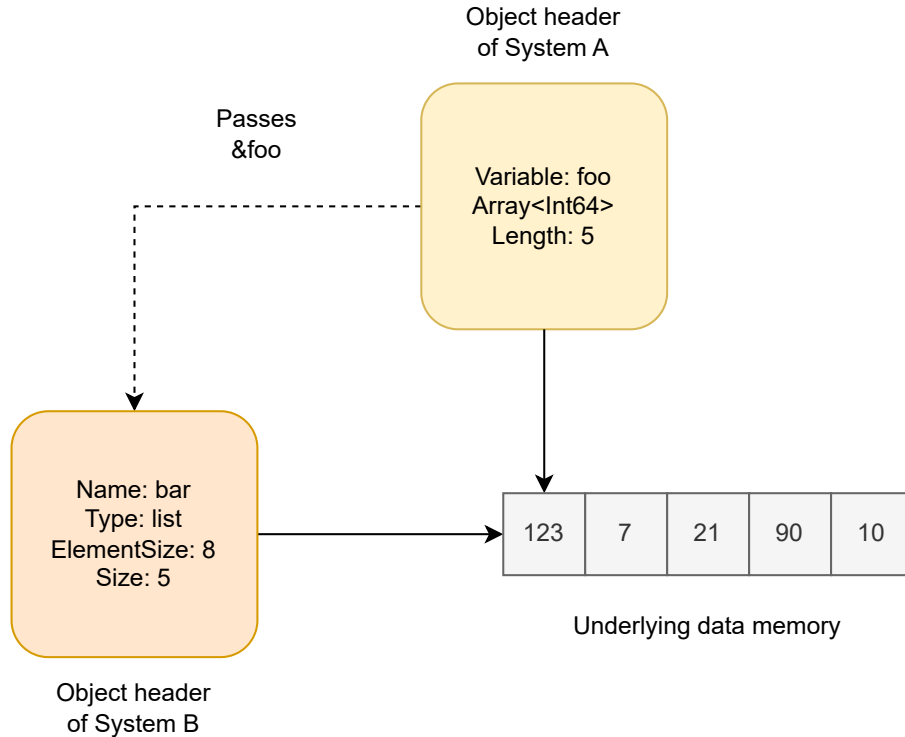 Object header
of System A
Passes
&foo
Variable: foo
Array<Int64>
Length: 5
Name: bar
Type: list
ElementSize: 8
Size: 5
123 7 21 90 10
Underlying data memory
Object header
of System B